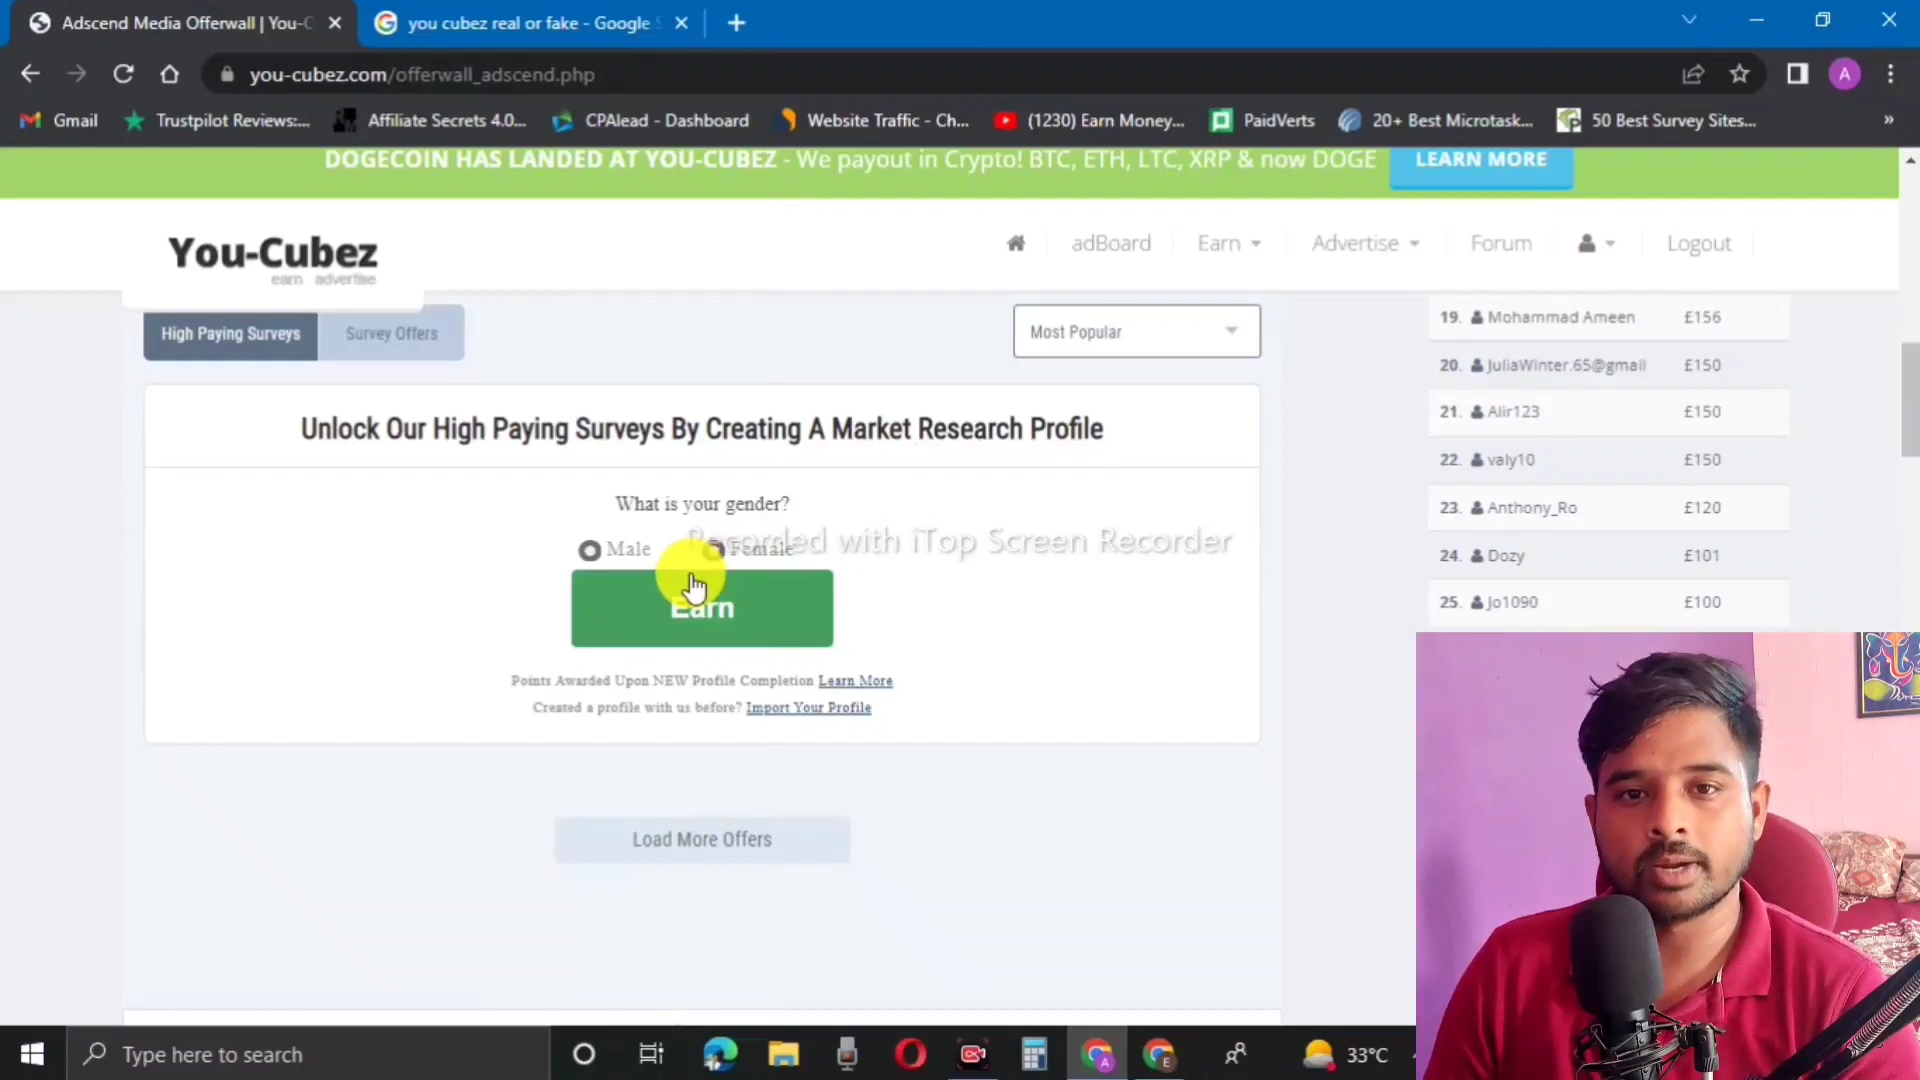 Adscend Media Offerwall | You-C
you cubez real or fake - Google S
you-cubez.com/offerwall_adscend.php
A
Gmail
Trustpilot Reviews:...
Affiliate Secrets 4.0...
CPAlead - Dashboard
Website Traffic - Ch...
(1230) Earn Money...
PaidVerts
20+ Best Microtask...
50 Best Survey Sites...
»
DOGECOIN HAS LANDED AT YOU-CUBEZ - We payout in Crypto! BTC, ETH, LTC, XRP & now DOGE
LEARN MORE
You-Cubez
earn advertise
adBoard
Earn
Advertise
Forum
Logout
High Paying Surveys
Survey Offers
Most Popular
Unlock Our High Paying Surveys By Creating A Market Research Profile
What is your gender?
Male
Female
Recorded with iTop Screen Recorder
Earn
Points Awarded Upon NEW Profile Completion Learn More
Created a profile with us before? Import Your Profile
Load More Offers
19. Mohammad Ameen £156
20. JuliaWinter.65@gmail £150
21. Alir123 £150
22. valy10 £150
23. Anthony_Ro £120
24. Dozy £101
25. Jo1090 £100
Type here to search
33°C